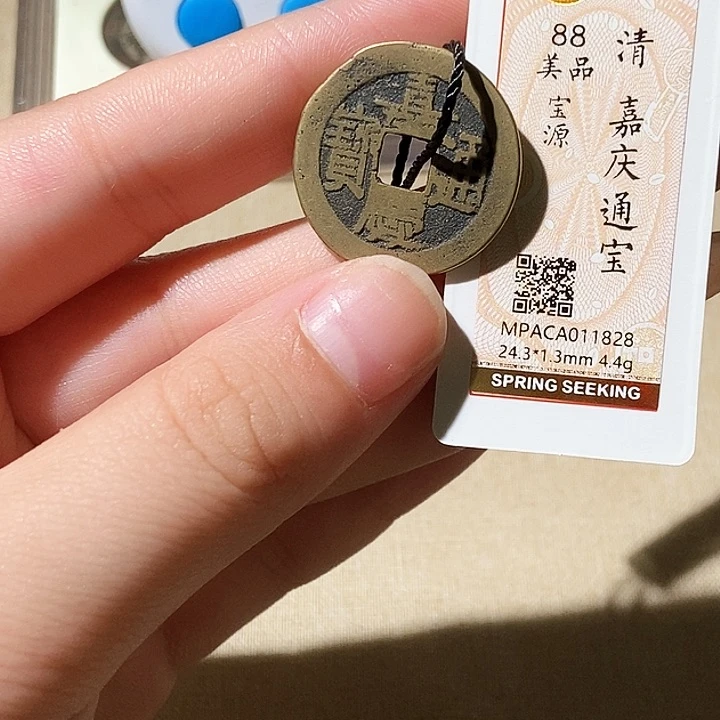 清 嘉庆通宝
88
美品
宝源
MPACA011828
24.3*1.3mm 4.4g
SPRING SEEKING